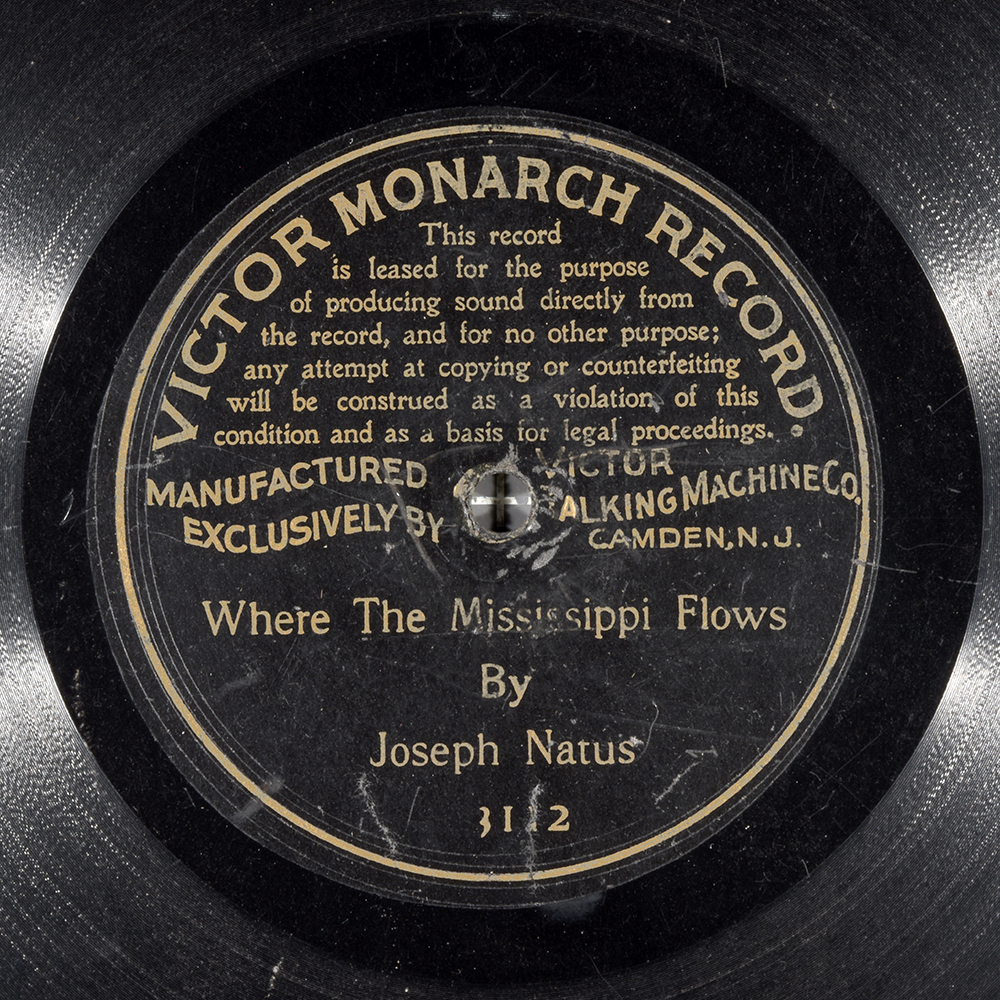 VICTOR MONARCH RECORD
This record
is leased for the purpose
of producing sound directly from
the record, and for no other purpose;
any attempt at copying or counterfeiting
will be construed as a violation of this
condition and as a basis for legal proceedings.
MANUFACTURED
EXCLUSIVELY BY
VICTOR
TALKING MACHINE CO.
CAMDEN, N. J.
Where The Mississippi Flows
By
Joseph Natus
3112